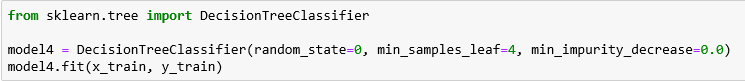 from sklearn.tree import DecisionTreeClassifier
model4 = DecisionTreeClassifier(random_state=0, min_samples_leaf=4, min_impurity_decrease=0.0)
model4.fit(x_train, y_train)